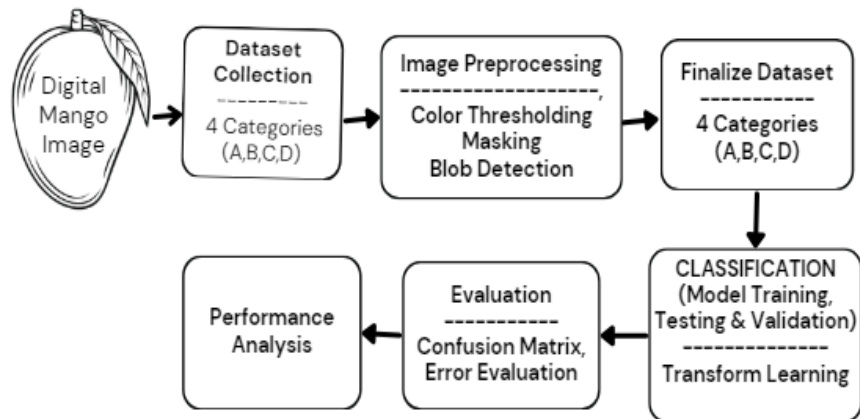 Digital
Mango
Image
Dataset
Collection
---------
4 Categories
(A,B,C,D)
Image Preprocessing
-------------------,
Color Thresholding
Masking
Blob Detection
Finalize Dataset
-----------
4 Categories
(A,B,C,D)
CLASSIFICATION
(Model Training,
Testing & Validation)
--------------
Transform Learning
Evaluation
-----------
Confusion Matrix,
Error Evaluation
Performance
Analysis